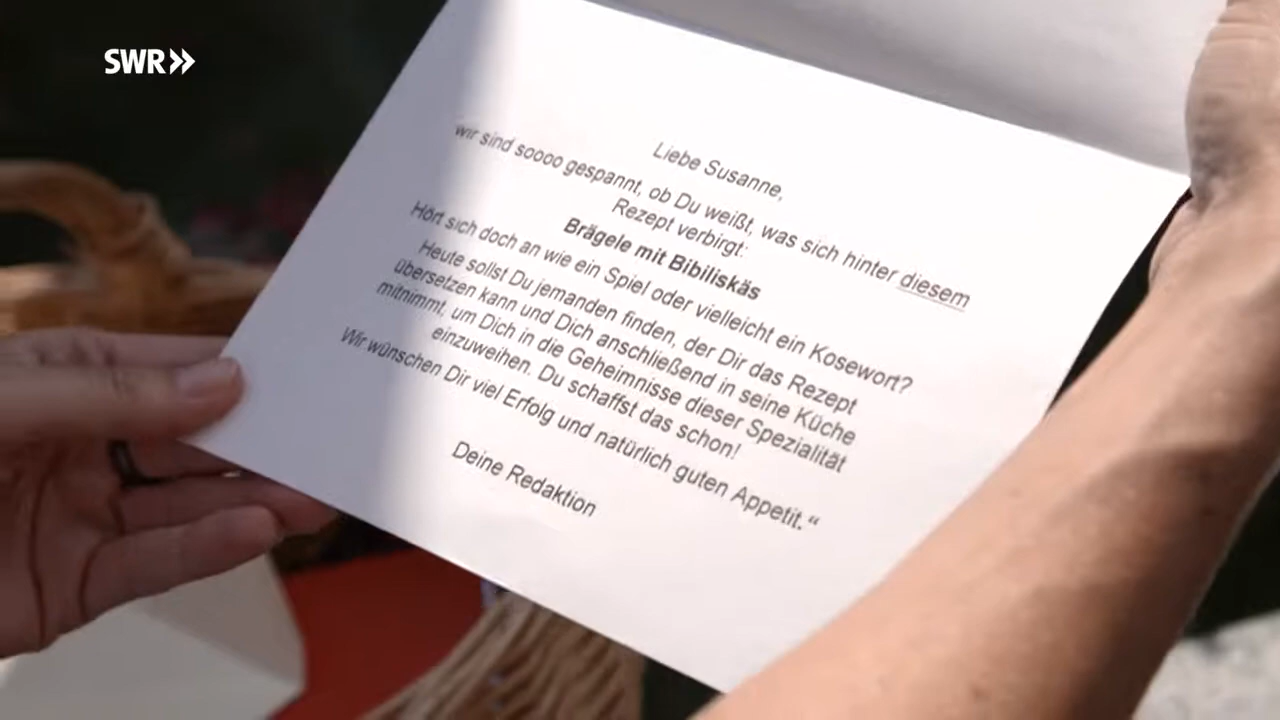 SWR
Liebe Susanne,
wir sind soooo gespannt, ob Du weißt, was sich hinter diesem
Rezept verbirgt:
Brägele mit Bibiliskäs
Hört sich doch an wie ein Spiel oder vielleicht ein Kosewort?
Heute sollst Du jemanden finden, der Dir das Rezept
übersetzen kann und Dich anschließend in seine Küche
mitnimmt, um Dich in die Geheimnisse dieser Spezialität
einzuweihen. Du schaffst das schon!
Wir wünschen Dir viel Erfolg und natürlich guten Appetit.“
Deine Redaktion